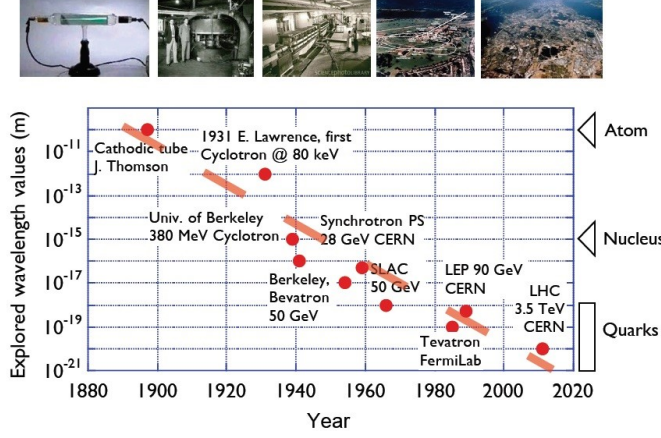 Explored wavelength values (m)
10-11
10-13
10-15
10-17
10-19
10-21
Cathodic tube
J. Thomson
1931 E. Lawrence, first
Cyclotron @ 80 keV
Univ. of Berkeley
380 MeV Cyclotron
Synchrotron PS
28 GeV CERN
Berkeley,
Bevatron
50 GeV
SLAC
50 GeV
LEP 90 GeV
CERN
Tevatron
FermiLab
LHC
3.5 TeV
CERN
Atom
Nucleus
Quarks
1880 1900 1920 1940 1960 1980 2000 2020
Year